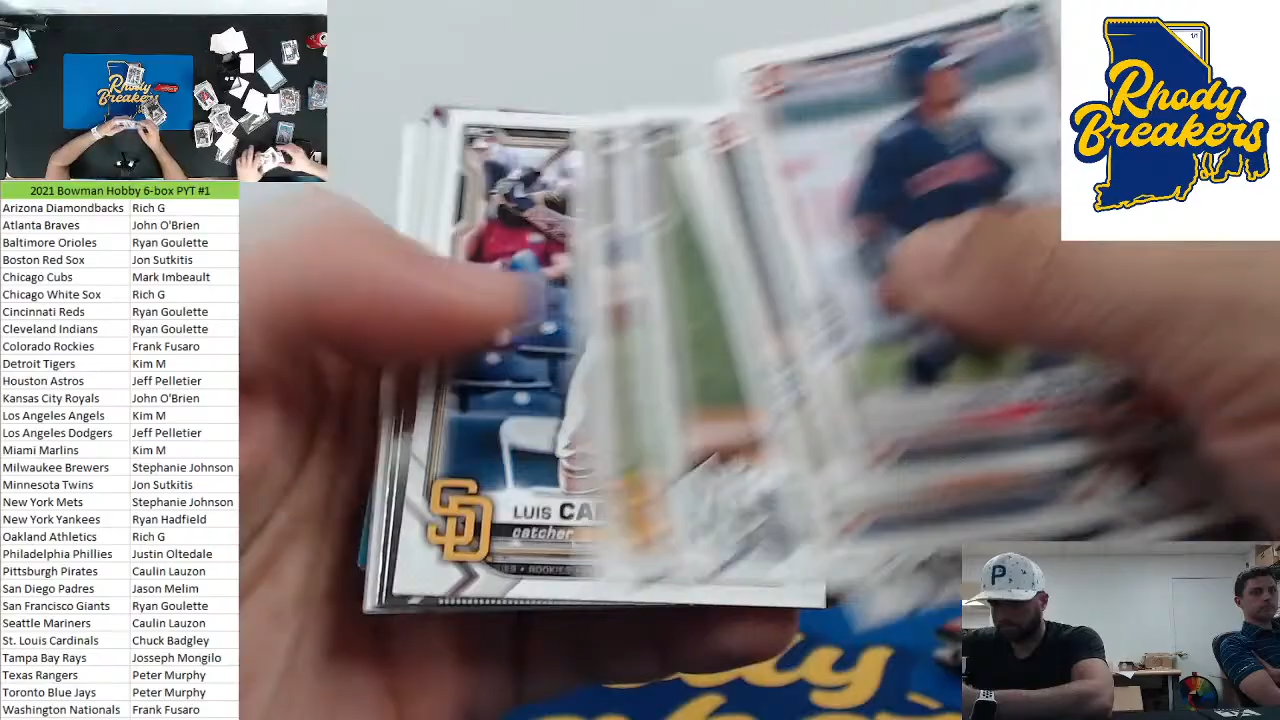 Rhody
Breakers
2021 Bowman Hobby 6-box PYT #1
Arizona Diamondbacks Rich G
Atlanta Braves John O'Brien
Baltimore Orioles Ryan Goulette
Boston Red Sox Jon Sutkitis
Chicago Cubs Mark Imbeault
Chicago White Sox Rich G
Cincinnati Reds Ryan Goulette
Cleveland Indians Ryan Goulette
Colorado Rockies Frank Fusaro
Detroit Tigers Kim M
Houston Astros Jeff Pelletier
Kansas City Royals John O'Brien
Los Angeles Angels Kim M
Los Angeles Dodgers Jeff Pelletier
Miami Marlins Kim M
Milwaukee Brewers Stephanie Johnson
Minnesota Twins Jon Sutkitis
New York Mets Stephanie Johnson
New York Yankees Ryan Hadfield
Oakland Athletics Rich G
Philadelphia Phillies Justin Oltedale
Pittsburgh Pirates Caulin Lauzon
San Diego Padres Jason Melim
San Francisco Giants Ryan Goulette
Seattle Mariners Caulin Lauzon
St. Louis Cardinals Chuck Badgley
Tampa Bay Rays Josseph Mongilo
Texas Rangers Peter Murphy
Toronto Blue Jays Peter Murphy
Washington Nationals Frank Fusaro
SD
LUIS
catcher
Rhody
Breakers
1/1
P